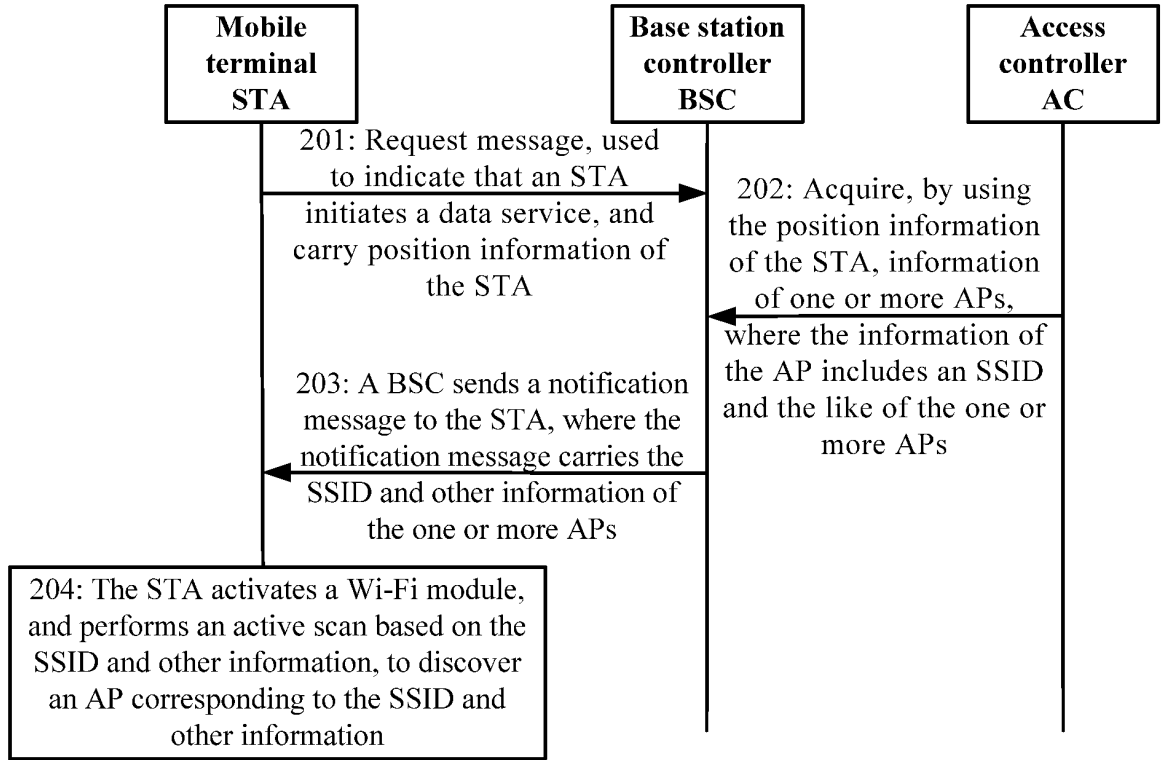 Mobile
terminal
STA
Base station
controller
BSC
Access
controller
AC
201: Request message, used
to indicate that an STA
initiates a data service, and
carry position information of
the STA
202: Acquire, by using
the position information
of the STA, information
of one or more APs,
where the information of
the AP includes an SSID
and the like of the one or
more APs
203: A BSC sends a notification
message to the STA, where the
notification message carries the
SSID and other information of
the one or more APs
204: The STA activates a Wi-Fi module,
and performs an active scan based on the
SSID and other information, to discover
an AP corresponding to the SSID and
other information